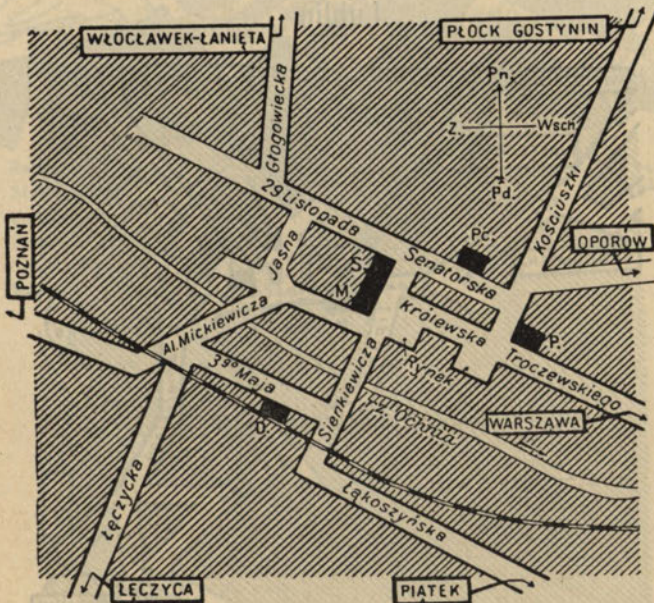 WŁOCŁAWEK-ŁANIĘTA
PŁOCK GOSTYNIN
Pn.
Z.
Wsch
Pd.
Głogowiecka
Kościuszki
29 Listopada
Pc.
OPORÓW
POZNAŃ
Jasna
S.
Senatorska
M.
Królewska
Al. Mickiewicza
P.
Rynek
Troczewskiego
3go Maja
Sienkiewicza
rz. Ochnia
WARSZAWA
D.
Łęczycka
Łąkoszyńska
ŁĘCZYCA
PIĄTEK